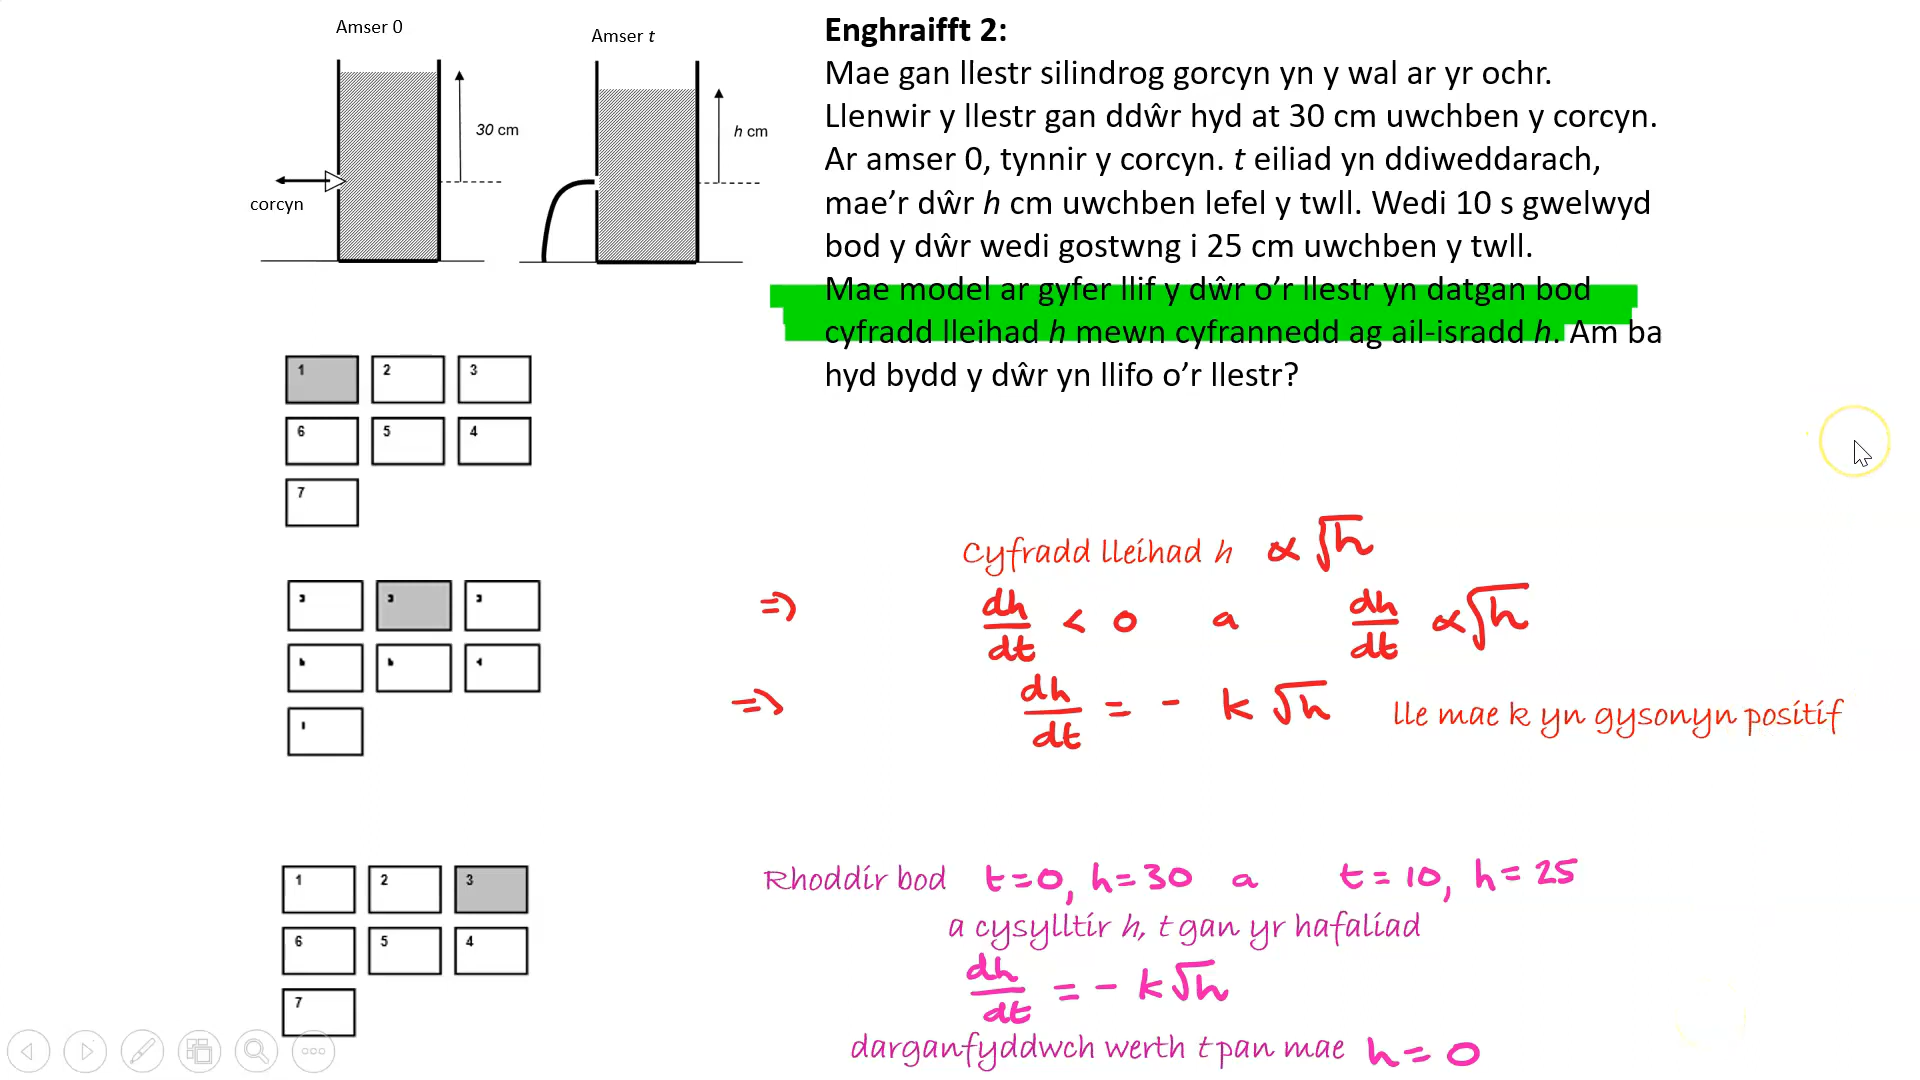 Amser 0
Amser t
30 cm
h cm
corcyn
Enghraifft 2:
Mae gan llestr silindrog gorcyn yn y wal ar yr ochr.
Llenwir y llestr gan ddŵr hyd at 30 cm uwchben y corcyn.
Ar amser 0, tynnir y corcyn. t eiliad yn ddiweddarach,
mae’r dŵr h cm uwchben lefel y twll. Wedi 10 s gwelwyd
bod y dŵr wedi gostwng i 25 cm uwchben y twll.
Mae model ar gyfer llif y dŵr o’r llestr yn datgan bod
cyfradd lleihad h mewn cyfrannedd ag ail-isradd h. Am ba
hyd bydd y dŵr yn llifo o’r llestr?
1 2 3
6 5 4
7
Cyfradd lleihad h ∝ √h
⇒ dh/dt < 0 a dh/dt ∝ √h
⇒ dh/dt = - k √h lle mae k yn gysonyn positif
1 2 3
6 5 4
7
Rhoddir bod t=0, h=30 a t=10, h=25
a cysylltir h, t gan yr hafaliad
dh/dt = - k√h
darganfyddwch werth t pan mae h=0